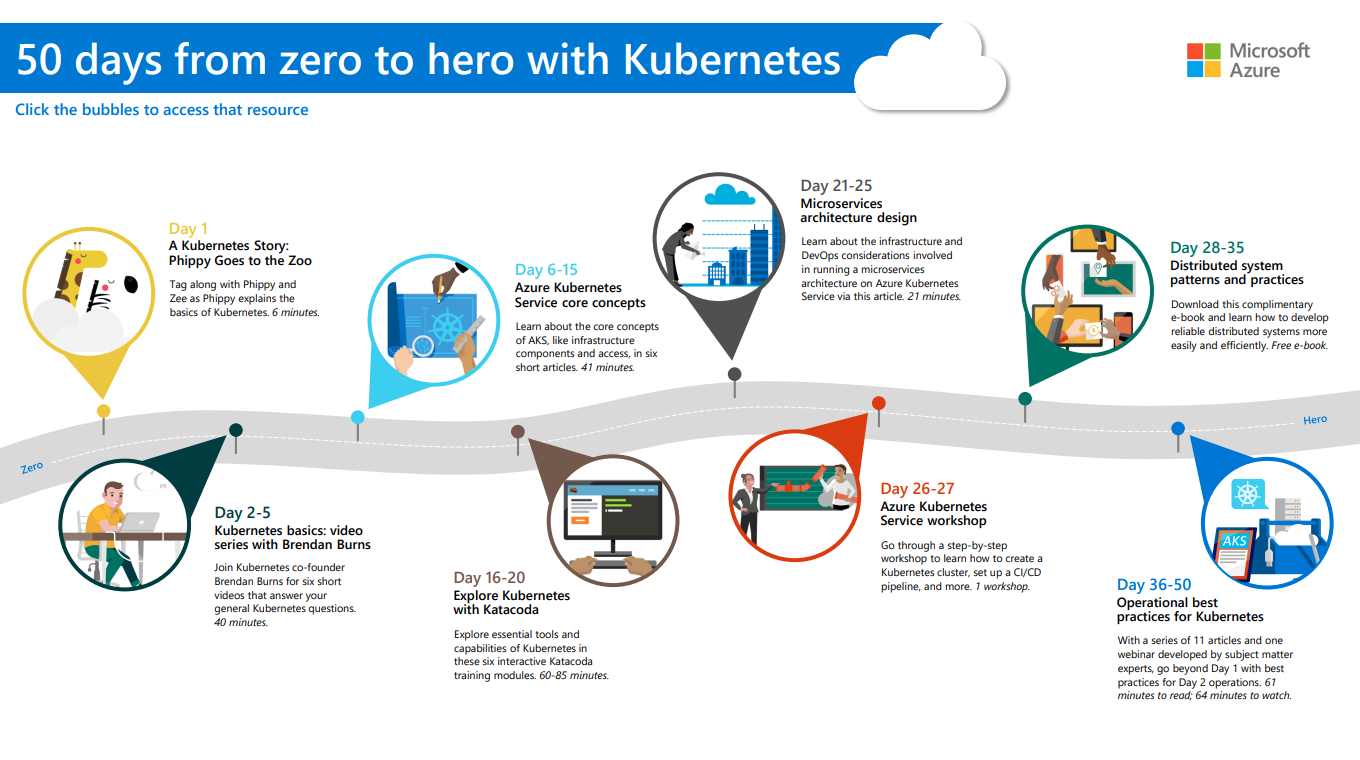 50 days from zero to hero with Kubernetes
Microsoft
Azure
Click the bubbles to access that resource
Day 1
A Kubernetes Story:
Phippy Goes to the Zoo
Tag along with Phippy and
Zee as Phippy explains the
basics of Kubernetes. 6 minutes.
Zero
Day 2-5
Kubernetes basics: video
series with Brendan Burns
Join Kubernetes co-founder
Brendan Burns for six short
videos that answer your
general Kubernetes questions.
40 minutes.
Day 6-15
Azure Kubernetes
Service core concepts
Learn about the core concepts
of AKS, like infrastructure
components and access, in six
short articles. 41 minutes.
Day 16-20
Explore Kubernetes
with Katacoda
Explore essential tools and
capabilities of Kubernetes in
these six interactive Katacoda
training modules. 60-85 minutes.
Day 21-25
Microservices
architecture design
Learn about the infrastructure and
DevOps considerations involved
in running a microservices
architecture on Azure Kubernetes
Service via this article. 21 minutes.
Day 26-27
Azure Kubernetes
Service workshop
Go through a step-by-step
workshop to learn how to create a
Kubernetes cluster, set up a CI/CD
pipeline, and more. 1 workshop.
Day 28-35
Distributed system
patterns and practices
Download this complimentary
e-book and learn how to develop
reliable distributed systems more
easily and efficiently. Free e-book.
Hero
AKS
Day 36-50
Operational best
practices for Kubernetes
With a series of 11 articles and one
webinar developed by subject matter
experts, go beyond Day 1 with best
practices for Day 2 operations. 61
minutes to read; 64 minutes to watch.